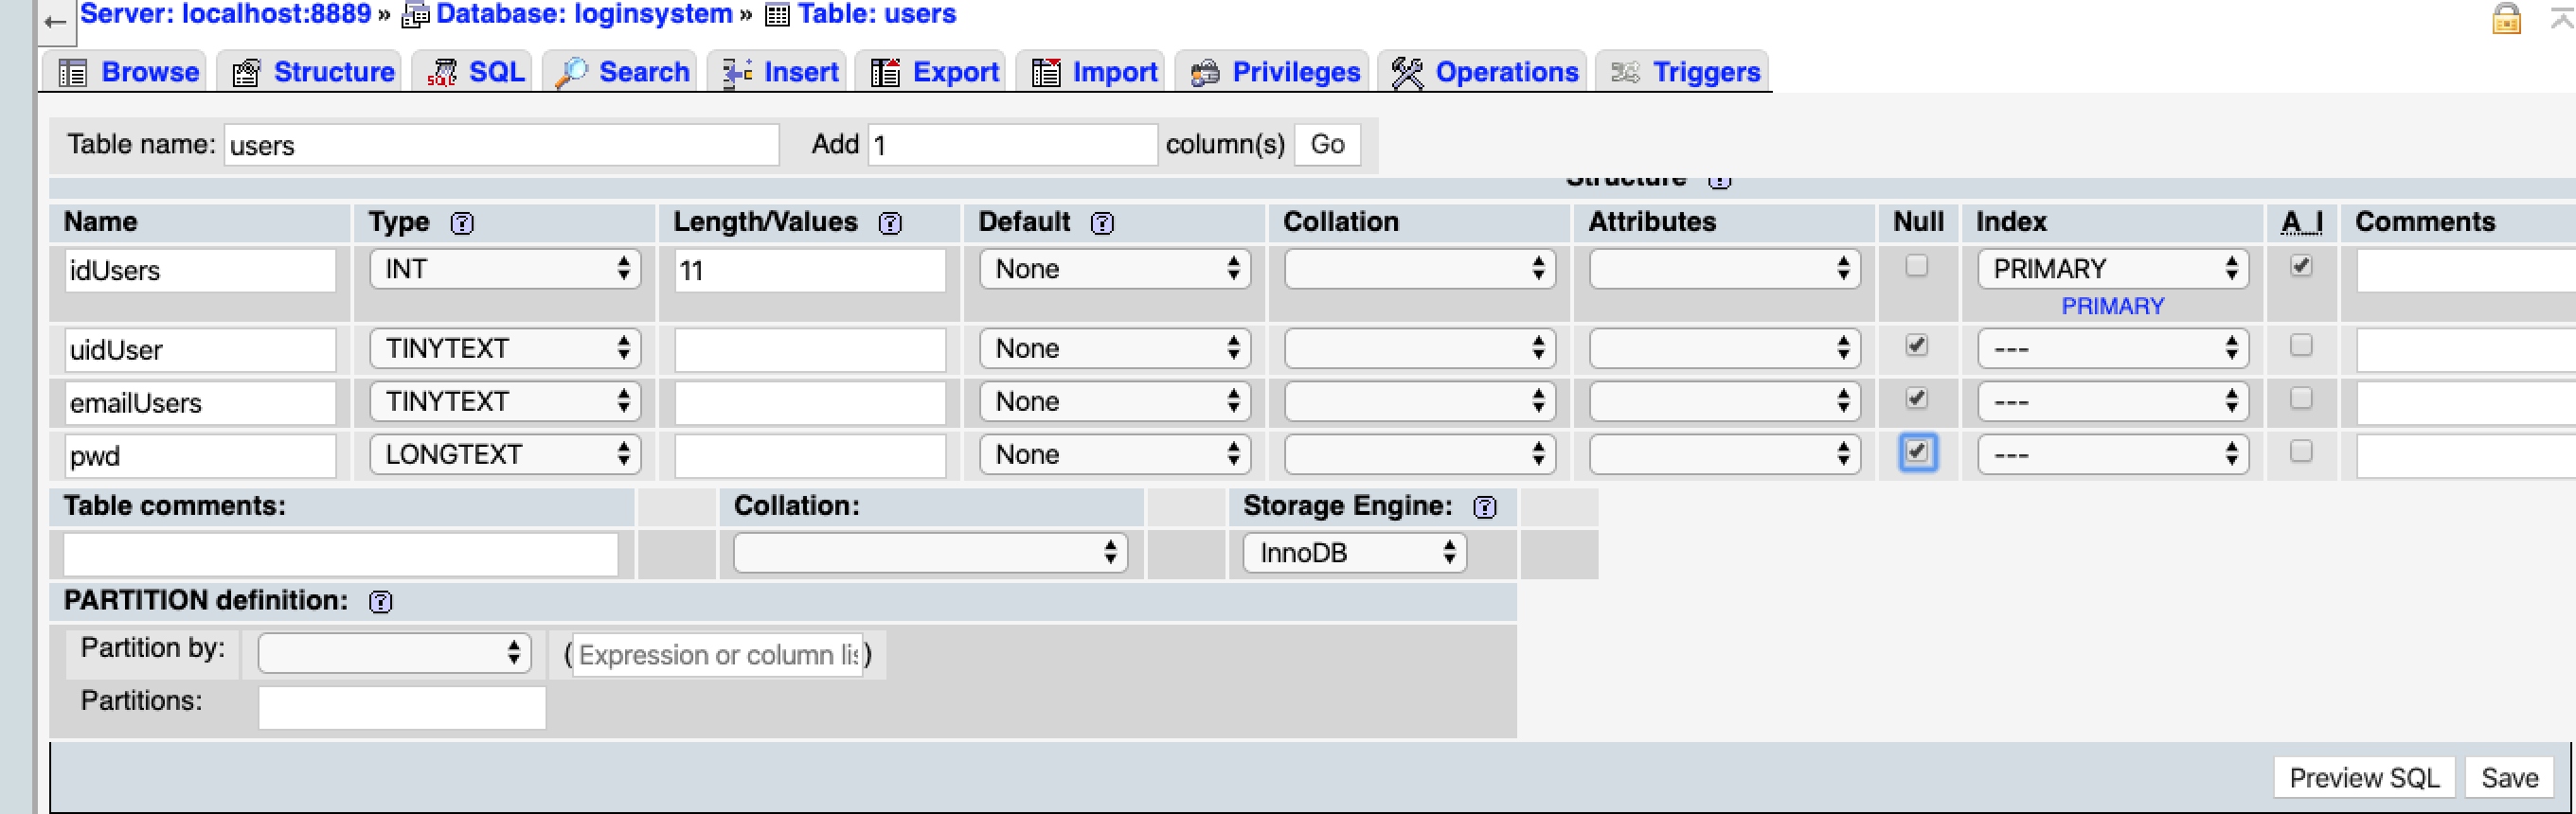 Server: localhost:8889 » Database: loginsystem » Table: users
Browse Structure SQL Search Insert Export Import Privileges Operations Triggers
Table name: users Add 1 column(s) Go
Structure
Name Type Length/Values Default Collation Attributes Null Index A_I Comments
idUsers INT 11 None PRIMARY
PRIMARY
uidUser TINYTEXT None ---
emailUsers TINYTEXT None ---
pwd LONGTEXT None ---
Table comments: Collation: Storage Engine:
InnoDB
PARTITION definition:
Partition by: (Expression or column lis)
Partitions:
Preview SQL Save